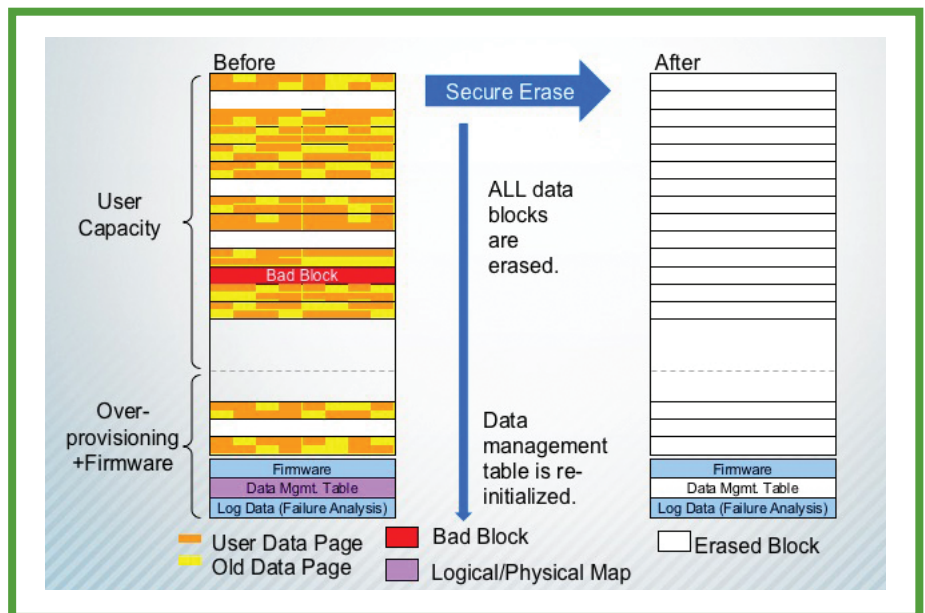 Before
Secure Erase
After
User
Capacity
ALL data
blocks
are
erased.
Bad Block
Over-
provisioning
+Firmware
Data
management
table is re-
initialized.
Firmware
Data Mgmt. Table
Log Data (Failure Analysis)
Firmware
Data Mgmt. Table
Log Data (Failure Analysis)
User Data Page
Old Data Page
Bad Block
Logical/Physical Map
Erased Block